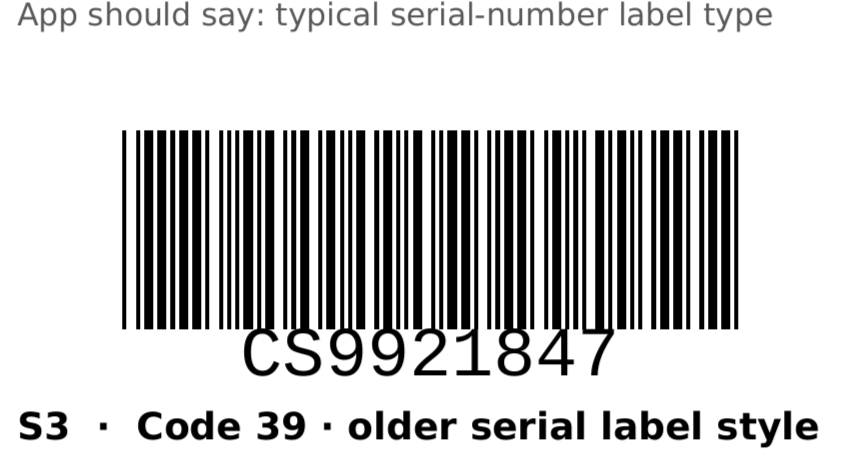 App should say: typical serial-number label type
CS9921847
S3 · Code 39 · older serial label style